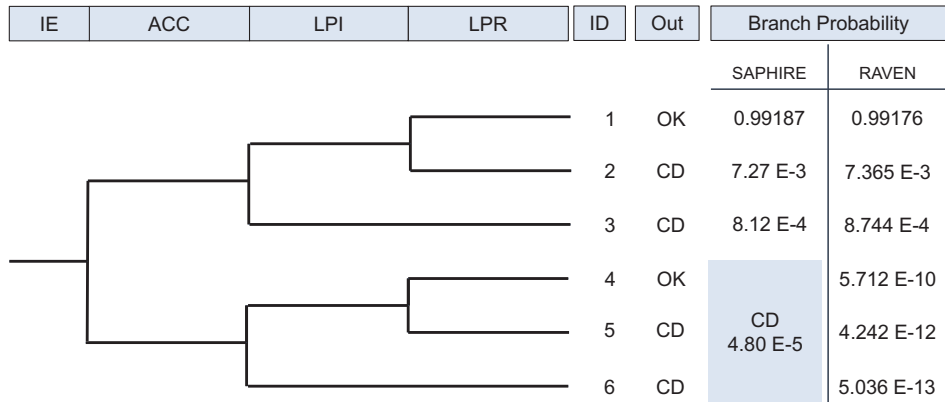 IE ACC LPI LPR ID Out Branch Probability
SAPHIRE RAVEN
1 OK 0.99187 0.99176
2 CD 7.27 E-3 7.365 E-3
3 CD 8.12 E-4 8.744 E-4
4 OK 5.712 E-10
CD
4.80 E-5
5 CD 4.242 E-12
6 CD 5.036 E-13